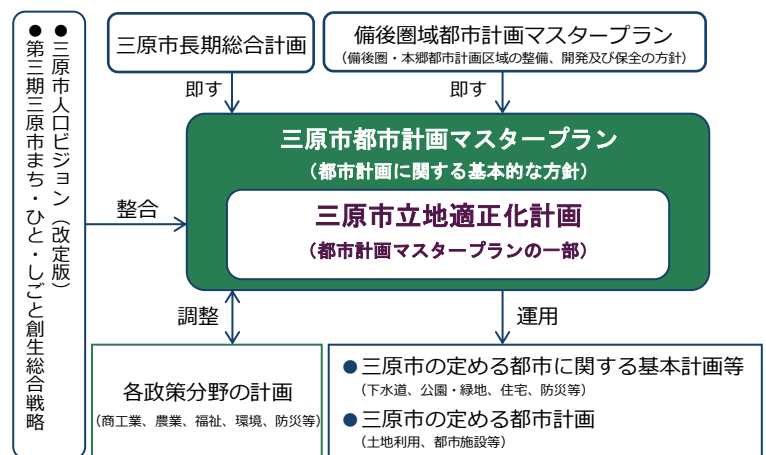 ●三原市人口ビジョン（改定版）
●第三期三原市まち・ひと・しごと創生総合戦略
三原市長期総合計画
備後圏域都市計画マスタープラン
（備後圏・本郷都市計画区域の整備、開発及び保全の方針）
即す
即す
三原市都市計画マスタープラン
（都市計画に関する基本的な方針）
三原市立地適正化計画
（都市計画マスタープランの一部）
整合
調整
運用
各政策分野の計画
（商工業、農業、福祉、環境、防災等）
●三原市の定める都市に関する基本計画等
（下水道、公園・緑地、住宅、防災等）
●三原市の定める都市計画
（土地利用、都市施設等）